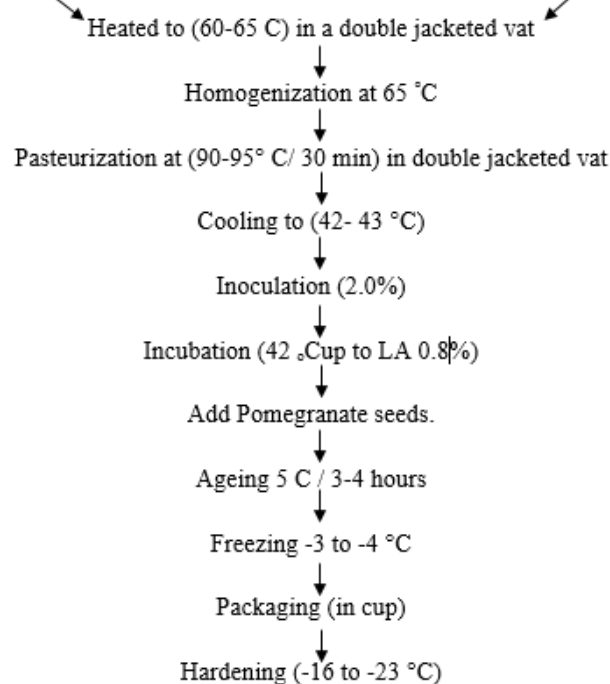 Heated to (60-65 C) in a double jacketed vat
Homogenization at 65 ˚C
Pasteurization at (90-95° C/ 30 min) in double jacketed vat
Cooling to (42- 43 °C)
Inoculation (2.0%)
Incubation (42 ₒCup to LA 0.8%)
Add Pomegranate seeds.
Ageing 5 C / 3-4 hours
Freezing -3 to -4 °C
Packaging (in cup)
Hardening (-16 to -23 °C)